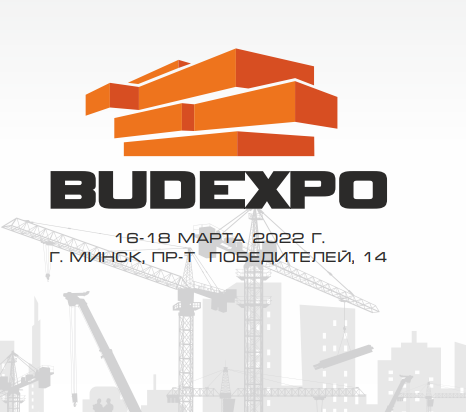 BUDEXPO
16-18 МАРТА 2022 Г.
Г. МИНСК, ПР-Т ПОБЕДИТЕЛЕЙ, 14